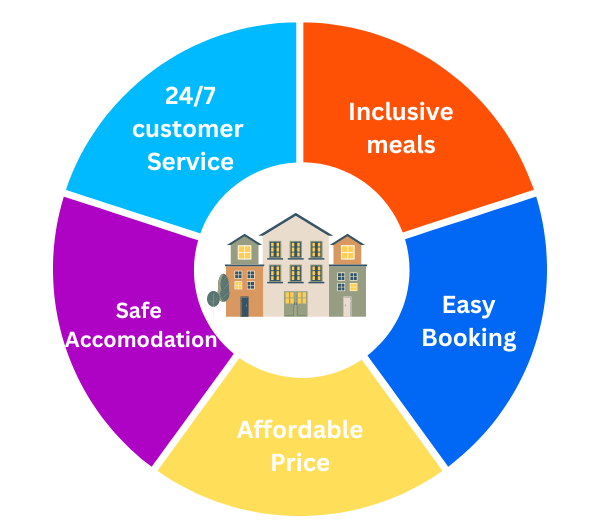 24/7
customer
Service
Inclusive
meals
Easy
Booking
Affordable
Price
Safe
Accomodation